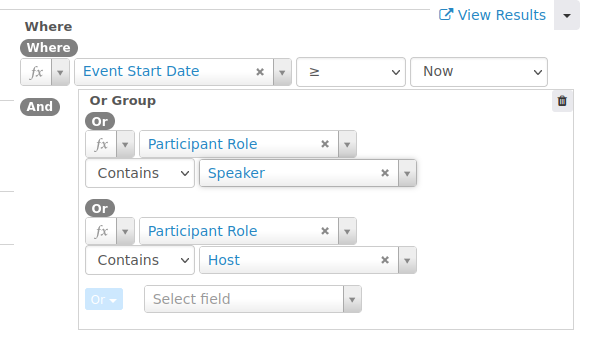 View Results
Where
Where
fx Event Start Date × ≥ Now
And
Or Group
Or
fx Participant Role ×
Contains Speaker ×
Or
fx Participant Role ×
Contains Host ×
Or Select field